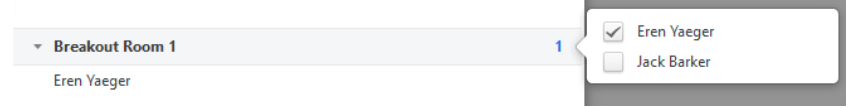 Breakout Room 1 1
Eren Yaeger
Eren Yaeger
Jack Barker